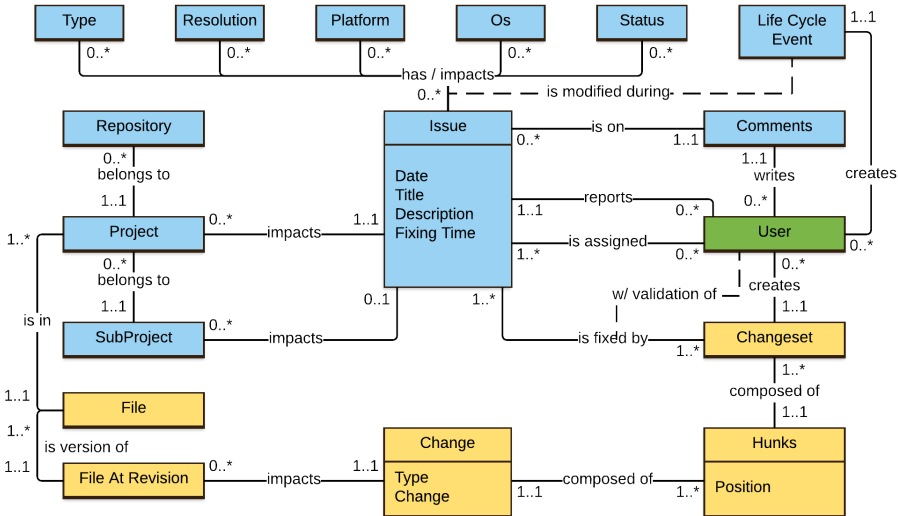 Type
Resolution
Platform
Os
Status
Life Cycle
Event
1..1
0..*
0..*
0..*
0..*
0..*
has / impacts
0..*
is modified during
Repository
Issue
is on
0..*
1..1
Comments
0..*
belongs to
1..1
Date
Title
Description
Fixing Time
1..1
writes
0..*
creates
reports
1..1
0..*
Project
0..*
impacts
1..1
User
1..*
is assigned
1..*
0..*
0..*
0..*
belongs to
1..1
0..*
creates
1..1
w/ validation of
0..1
1..*
is in
SubProject
0..*
impacts
is fixed by
1..*
Changeset
1..*
composed of
1..1
1..1
File
1..*
is version of
1..1
File At Revision
0..*
impacts
1..1
Change
Type
Change
1..1
composed of
1..*
Hunks
Position